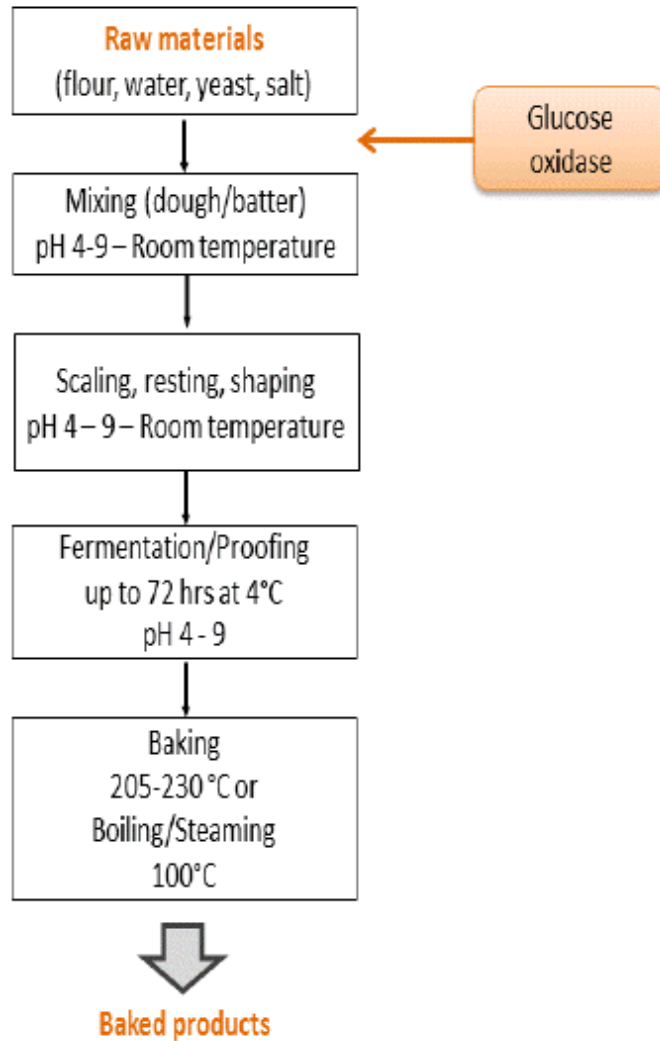 Raw materials
(flour, water, yeast, salt)
Glucose
oxidase
Mixing (dough/batter)
pH 4-9 – Room temperature
Scaling, resting, shaping
pH 4 – 9 – Room temperature
Fermentation/Proofing
up to 72 hrs at 4°C
pH 4 - 9
Baking
205-230 °C or
Boiling/Steaming
100°C
Baked products